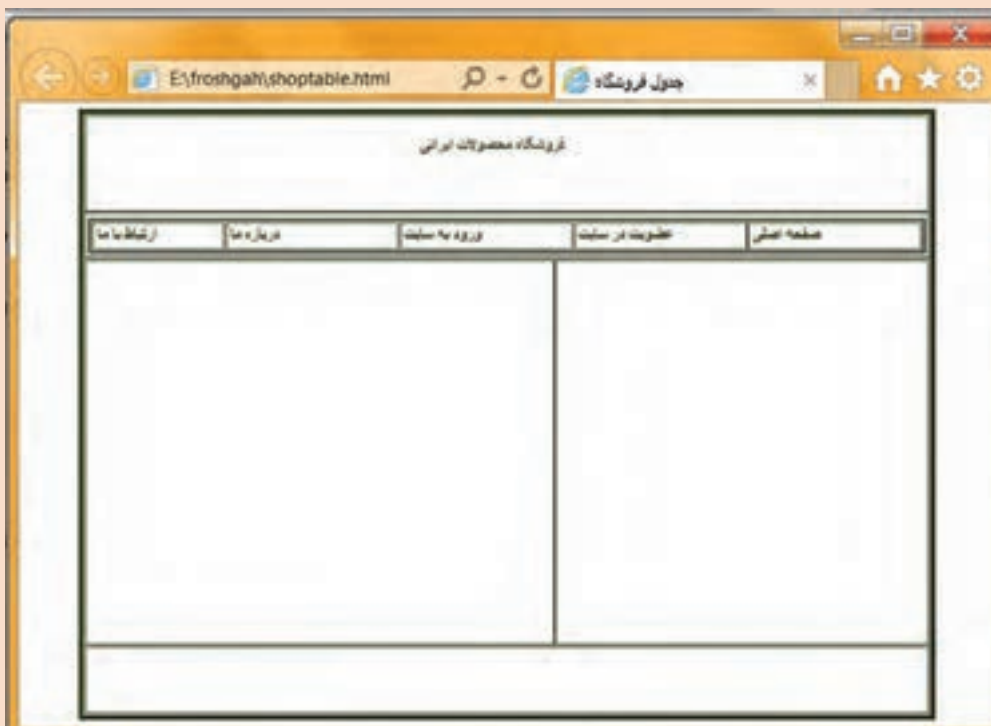 E:\froshgah\shoptable.html
جدول فروشگاه
فروشگاه محصولات ایرانی
صفحه اصلی
عضویت در سایت
ورود به سایت
درباره ما
ارتباط با ما